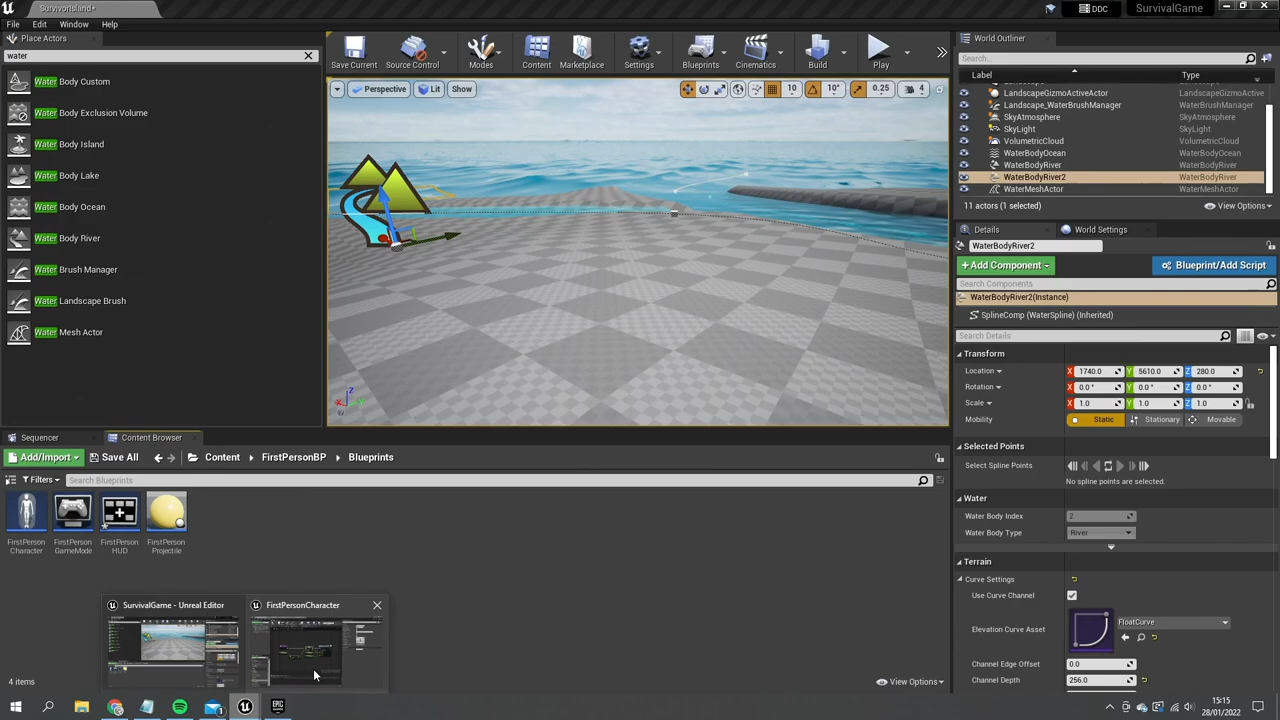 SurvivorIsland*
DDC
SurvivalGame
File Edit Window Help
Place Actors
water
Water Body Custom
Water Body Exclusion Volume
Water Body Island
Water Body Lake
Water Body Ocean
Water Body River
Water Brush Manager
Water Landscape Brush
Water Mesh Actor
Save Current
Source Control
Modes
Content
Marketplace
Settings
Blueprints
Cinematics
Build
Play
Perspective
Lit
Show
10
10°
0.25
4
World Outliner
Search...
Label Type
LandscapeGizmoActiveActor LandscapeGizmoActive
Landscape_WaterBrushManager WaterBrushManager
SkyAtmosphere SkyAtmosphere
SkyLight SkyLight
VolumetricCloud VolumetricCloud
WaterBodyOcean WaterBodyOcean
WaterBodyRiver WaterBodyRiver
WaterBodyRiver2 WaterBodyRiver
WaterMeshActor WaterMeshActor
11 actors (1 selected)
View Options
Details
World Settings
WaterBodyRiver2
+ Add Component
Blueprint/Add Script
Search Components
WaterBodyRiver2(Instance)
SplineComp (WaterSpline) (Inherited)
Search Details
Transform
Location X 1740.0 Y 5610.0 Z 280.0
Rotation X 0.0 ° Y 0.0 ° Z 0.0 °
Scale X 1.0 Y 1.0 Z 1.0
Mobility Static Stationary Movable
Selected Points
Select Spline Points
No spline points are selected.
Water
Water Body Index 2
Water Body Type River
Terrain
Curve Settings
Use Curve Channel
Elevation Curve Asset FloatCurve
Channel Edge Offset 0.0
Channel Depth 256.0
Sequencer
Content Browser
Add/Import
Save All
Content
FirstPersonBP
Blueprints
Filters
Search Blueprints
FirstPerson Character
FirstPerson GameMode
FirstPerson HUD
FirstPerson Projectile
SurvivalGame - Unreal Editor
FirstPersonCharacter
4 items
View Options
15:15
28/01/2022